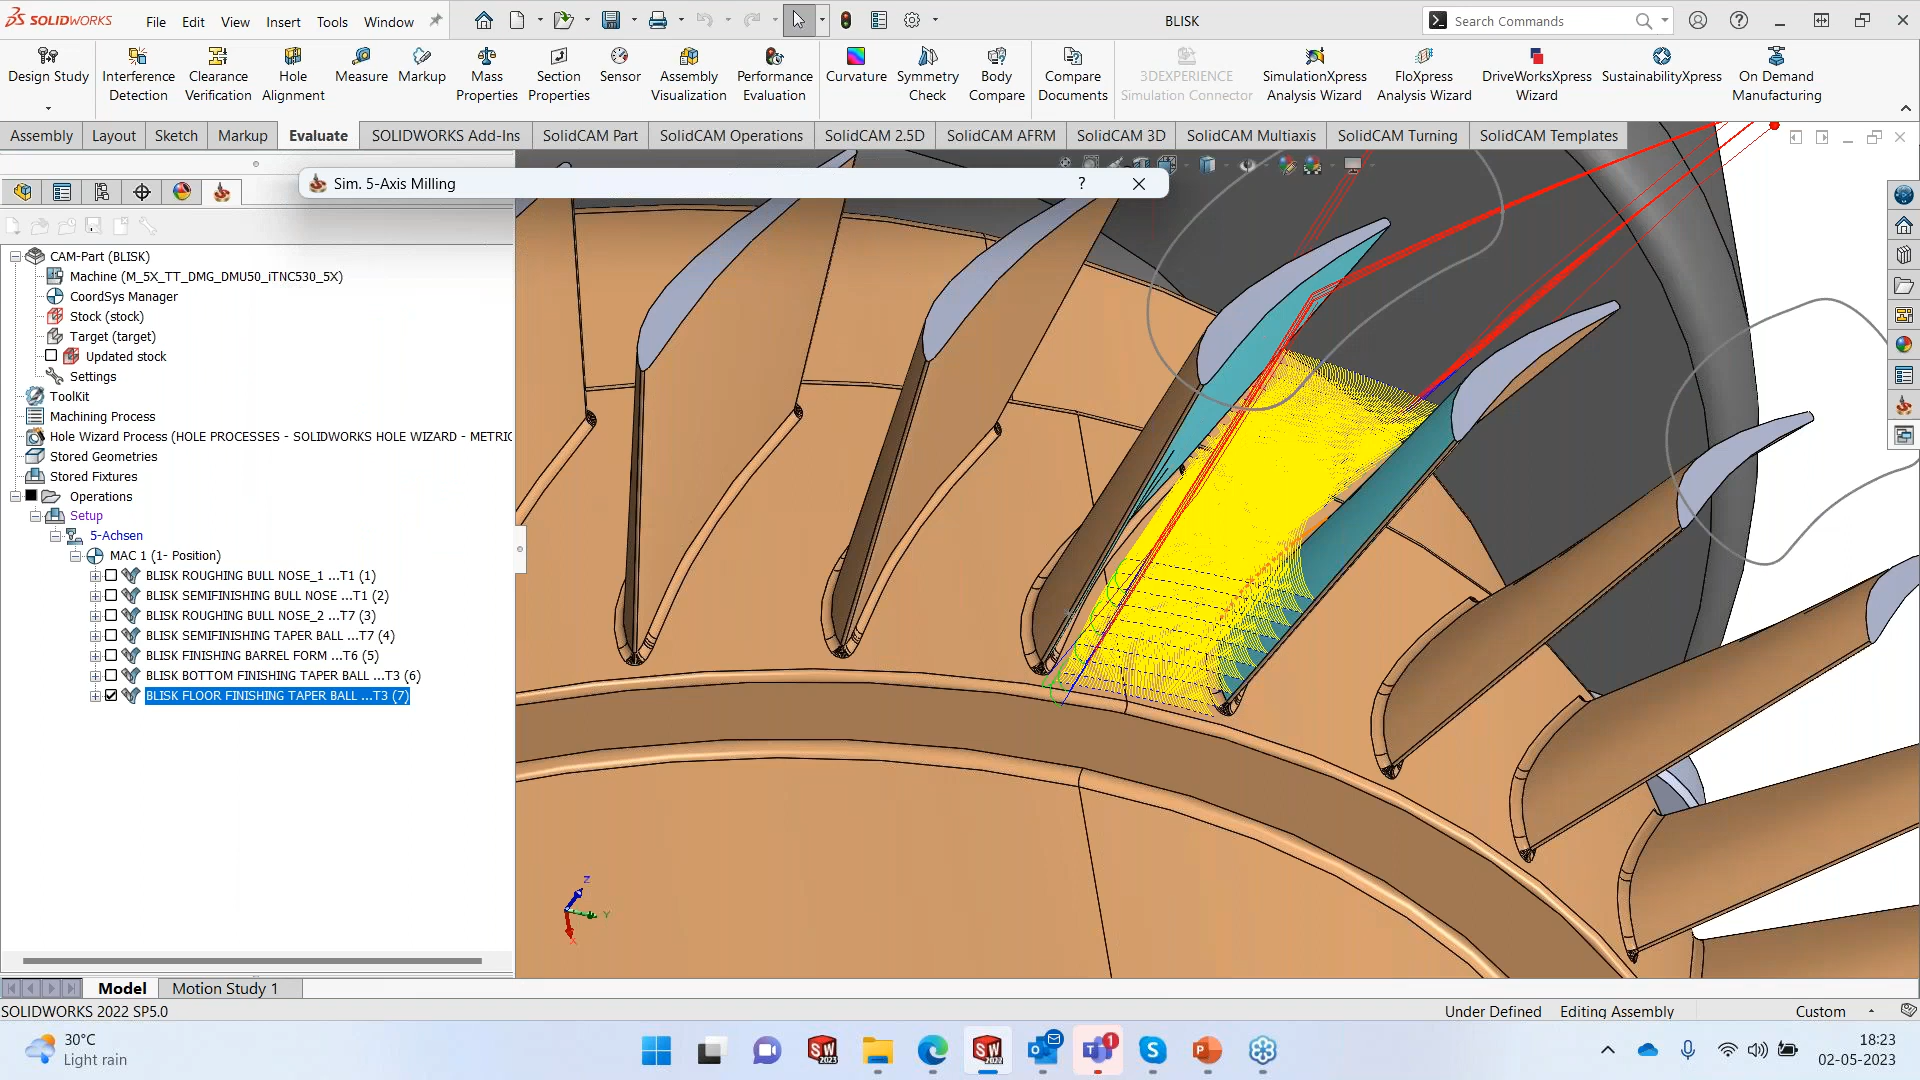 SOLIDWORKS
File
Edit
View
Insert
Tools
Window
BLISK
Search Commands
Design Study
Interference Detection
Clearance Verification
Hole Alignment
Measure
Markup
Mass Properties
Section Properties
Sensor
Assembly Visualization
Performance Evaluation
Curvature
Symmetry Check
Body Compare
Compare Documents
3DEXPERIENCE Simulation Connector
SimulationXpress Analysis Wizard
FloXpress Analysis Wizard
DriveWorksXpress Wizard
SustainabilityXpress
On Demand Manufacturing
Assembly
Layout
Sketch
Markup
Evaluate
SOLIDWORKS Add-Ins
SolidCAM Part
SolidCAM Operations
SolidCAM 2.5D
SolidCAM AFRM
SolidCAM 3D
SolidCAM Multiaxis
SolidCAM Turning
SolidCAM Templates
Sim. 5-Axis Milling
?
CAM-Part (BLISK)
Machine (M_5X_TT_DMG_DMU50_iTNC530_5X)
CoordSys Manager
Stock (stock)
Target (target)
Updated stock
Settings
ToolKit
Machining Process
Hole Wizard Process (HOLE PROCESSES - SOLIDWORKS HOLE WIZARD - METRIC
Stored Geometries
Stored Fixtures
Operations
Setup
5-Achsen
MAC 1 (1- Position)
BLISK ROUGHING BULL NOSE_1 ...T1 (1)
BLISK SEMIFINISHING BULL NOSE ...T1 (2)
BLISK ROUGHING BULL NOSE_2 ...T7 (3)
BLISK SEMIFINISHING TAPER BALL ...T7 (4)
BLISK FINISHING BARREL FORM ...T6 (5)
BLISK BOTTOM FINISHING TAPER BALL ...T3 (6)
BLISK FLOOR FINISHING TAPER BALL ...T3 (7)
Z
Y
X
Model
Motion Study 1
SOLIDWORKS 2022 SP5.0
Under Defined
Editing Assembly
Custom
30°C
Light rain
SW
2023
SW
2022
1
18:23
02-05-2023